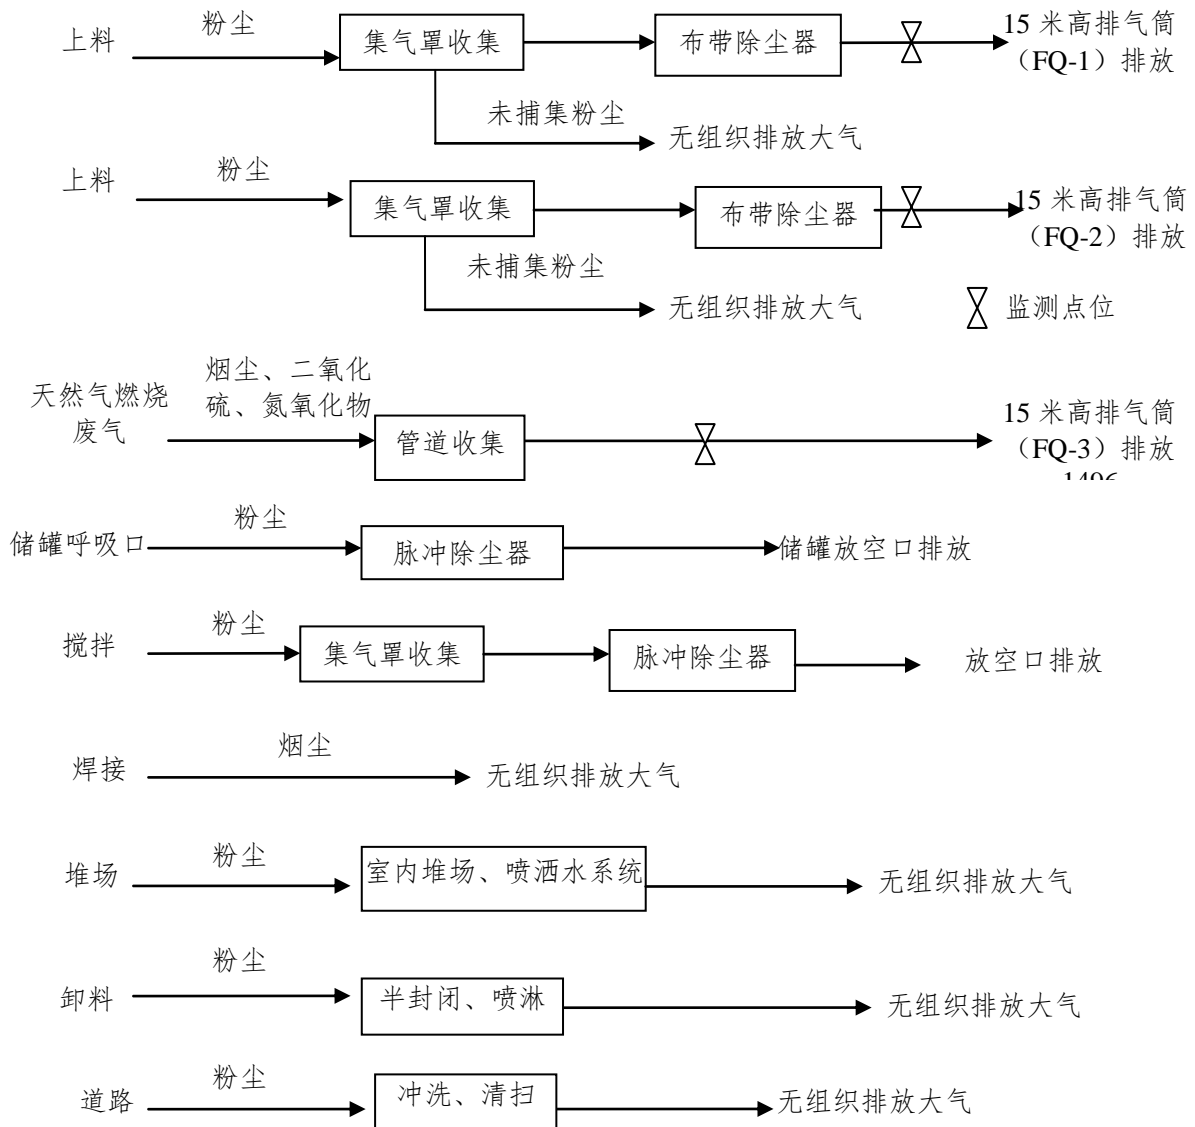 上料
粉尘
集气罩收集
布带除尘器
15 米高排气筒
（FQ-1）排放
未捕集粉尘
无组织排放大气
上料
粉尘
集气罩收集
布带除尘器
15 米高排气筒
（FQ-2）排放
未捕集粉尘
无组织排放大气
监测点位
天然气燃烧
废气
烟尘、二氧化
硫、氮氧化物
管道收集
15 米高排气筒
（FQ-3）排放
储罐呼吸口
粉尘
脉冲除尘器
储罐放空口排放
搅拌
粉尘
集气罩收集
脉冲除尘器
放空口排放
焊接
烟尘
无组织排放大气
堆场
粉尘
室内堆场、喷洒水系统
无组织排放大气
卸料
粉尘
半封闭、喷淋
无组织排放大气
道路
粉尘
冲洗、清扫
无组织排放大气